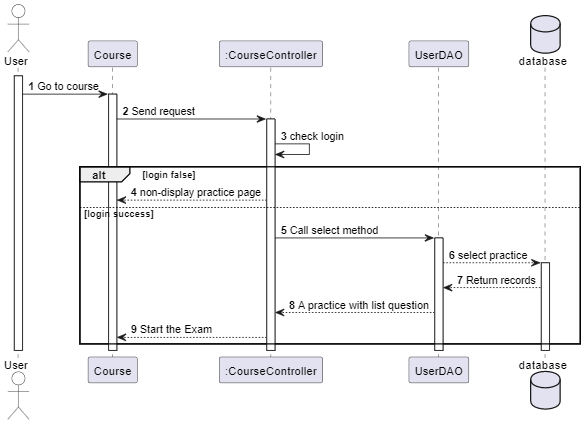 User
Course
:CourseController
UserDAO
database
1 Go to course
2 Send request
3 check login
alt [login false]
4 non-display practice page
[login success]
5 Call select method
6 select practice
7 Return records
8 A practice with list question
9 Start the Exam
User
Course
:CourseController
UserDAO
database